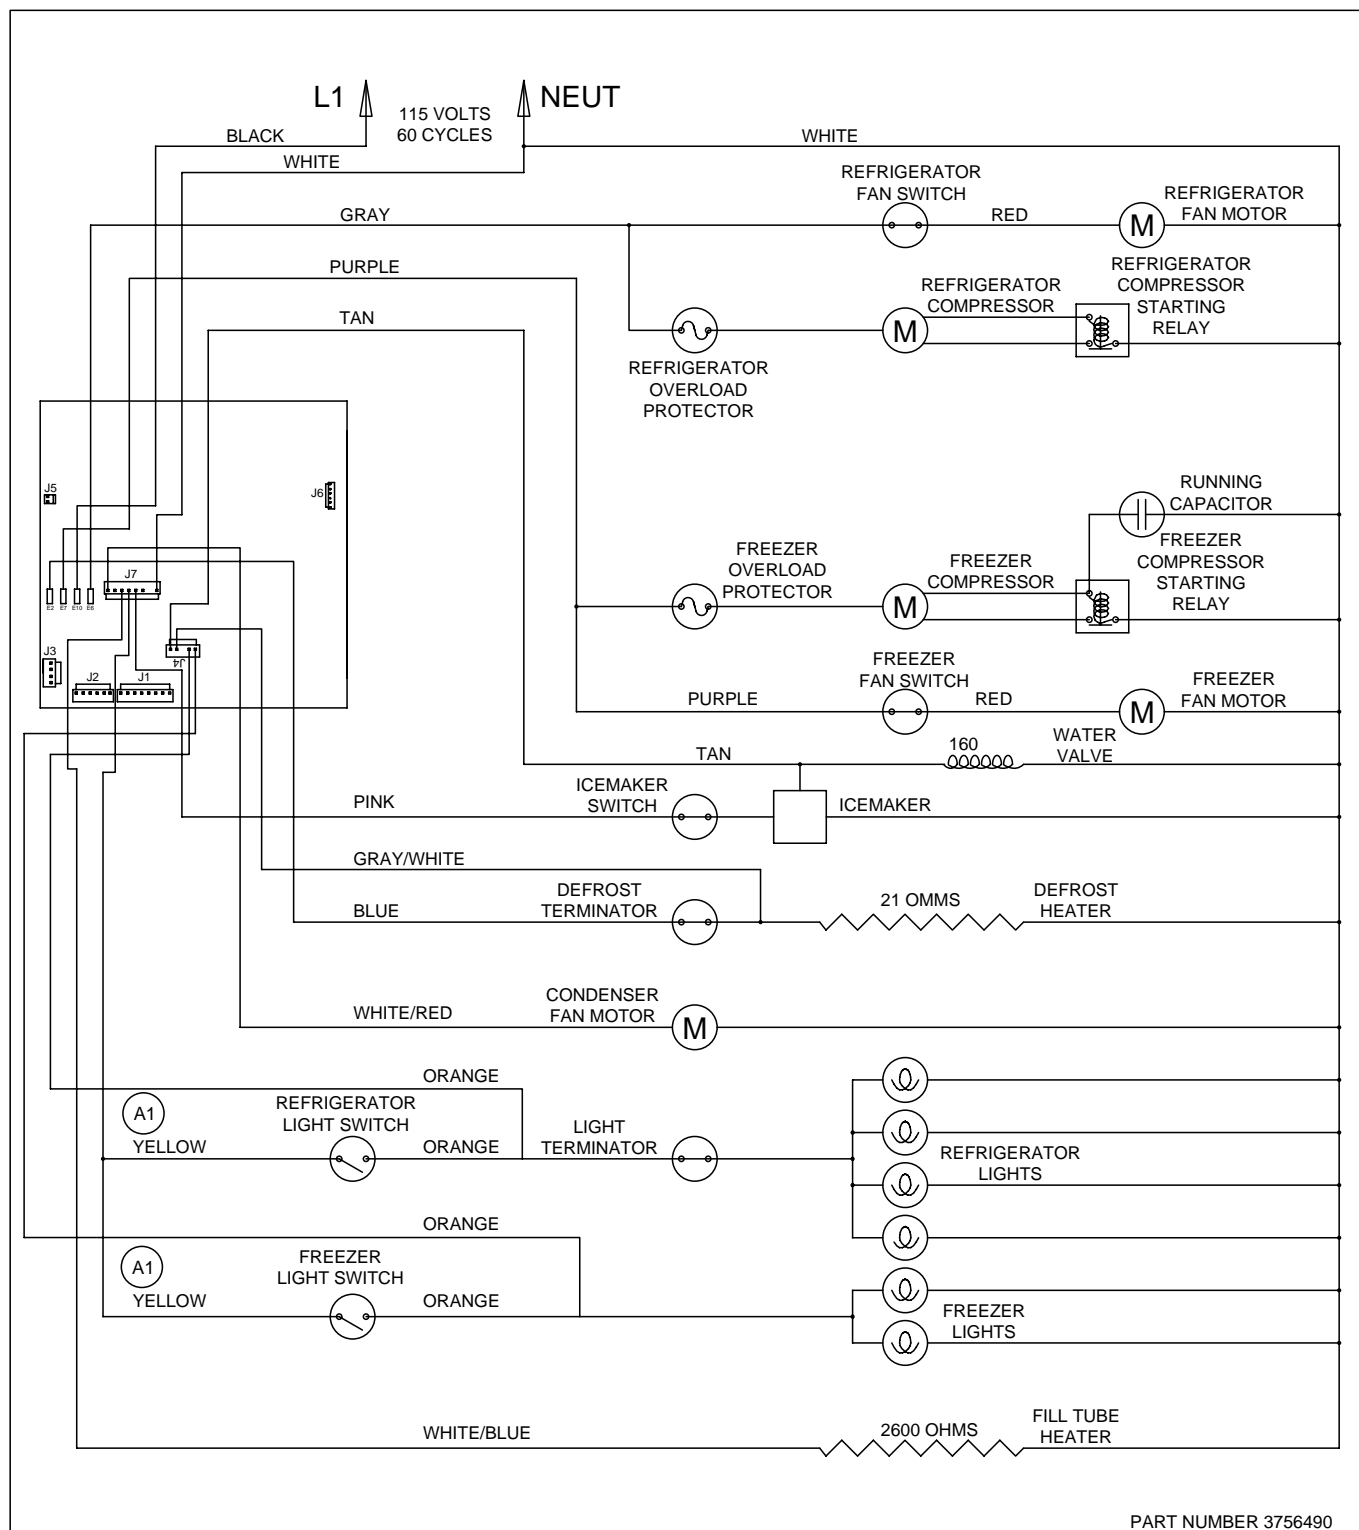 L1
115 VOLTS
60 CYCLES
NEUT
BLACK
WHITE
WHITE
REFRIGERATOR
FAN SWITCH
REFRIGERATOR
FAN MOTOR
GRAY
RED
M
PURPLE
REFRIGERATOR
COMPRESSOR
REFRIGERATOR
COMPRESSOR
STARTING
RELAY
TAN
M
REFRIGERATOR
OVERLOAD
PROTECTOR
J5
J6
RUNNING
CAPACITOR
FREEZER
OVERLOAD
PROTECTOR
FREEZER
COMPRESSOR
FREEZER
COMPRESSOR
STARTING
RELAY
J7
E2 E7 E10 E6
M
J3
J4
J2
J1
FREEZER
FAN SWITCH
FREEZER
FAN MOTOR
PURPLE
RED
M
TAN
160
WATER
VALVE
ICEMAKER
SWITCH
PINK
ICEMAKER
GRAY/WHITE
DEFROST
TERMINATOR
21 OMMS
DEFROST
HEATER
BLUE
CONDENSER
FAN MOTOR
WHITE/RED
M
ORANGE
A1
REFRIGERATOR
LIGHT SWITCH
YELLOW
ORANGE
LIGHT
TERMINATOR
REFRIGERATOR
LIGHTS
ORANGE
A1
FREEZER
LIGHT SWITCH
YELLOW
ORANGE
FREEZER
LIGHTS
WHITE/BLUE
2600 OHMS
FILL TUBE
HEATER
PART NUMBER 3756490